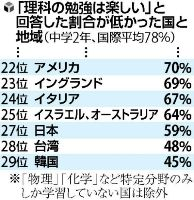 「理科の勉強は楽しい」と
回答した割合が低かった国と
地域(中学2年、国際平均78%)
22位 アメリカ 70%
23位 イングランド 69%
24位 イタリア 67%
25位 イスラエル、オーストラリア 64%
27位 日本 59%
28位 台湾 48%
29位 韓国 45%
※「物理」「化学」など特定分野のみ
しか学習していない国は除外